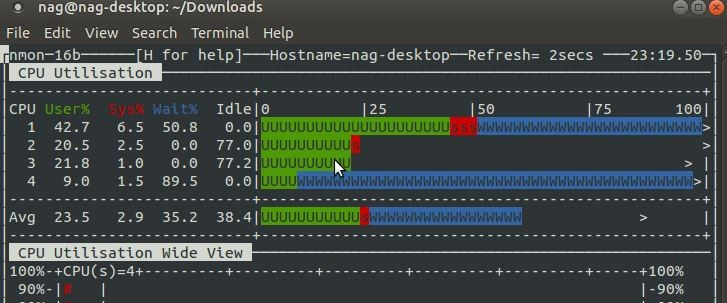 nag@nag-desktop: ~/Downloads
File Edit View Search Terminal Help
nmon─16b──────[H for help]───Hostname=nag-desktop──Refresh= 2secs ───23:19.50─
CPU Utilisation
---------------------------+-------------------------------------------------+
CPU User% Sys% Wait% Idle|0 |25 |50 |75 100|
1 42.7 6.5 50.8 0.0|UUUUUUUUUUUUUUUUUUUUUsssWWWWWWWWWWWWWWWWWWWWWWWWW>
2 20.5 2.5 0.0 77.0|UUUUUUUUUUs >
3 21.8 1.0 0.0 77.2|UUUUUUUUUU >
4 9.0 1.5 89.5 0.0|UUUUWWWWWWWWWWWWWWWWWWWWWWWWWWWWWWWWWWWWWWWWWWWW>
---------------------------+-------------------------------------------------+
Avg 23.5 2.9 35.2 38.4|UUUUUUUUUUUsWWWWWWWWWWWWWWWWW >
---------------------------+-------------------------------------------------+
CPU Utilisation Wide View
100%-+CPU(s)=4+---------+---------+---------+---------+---------+-----+100%
90%-|# | |-90%